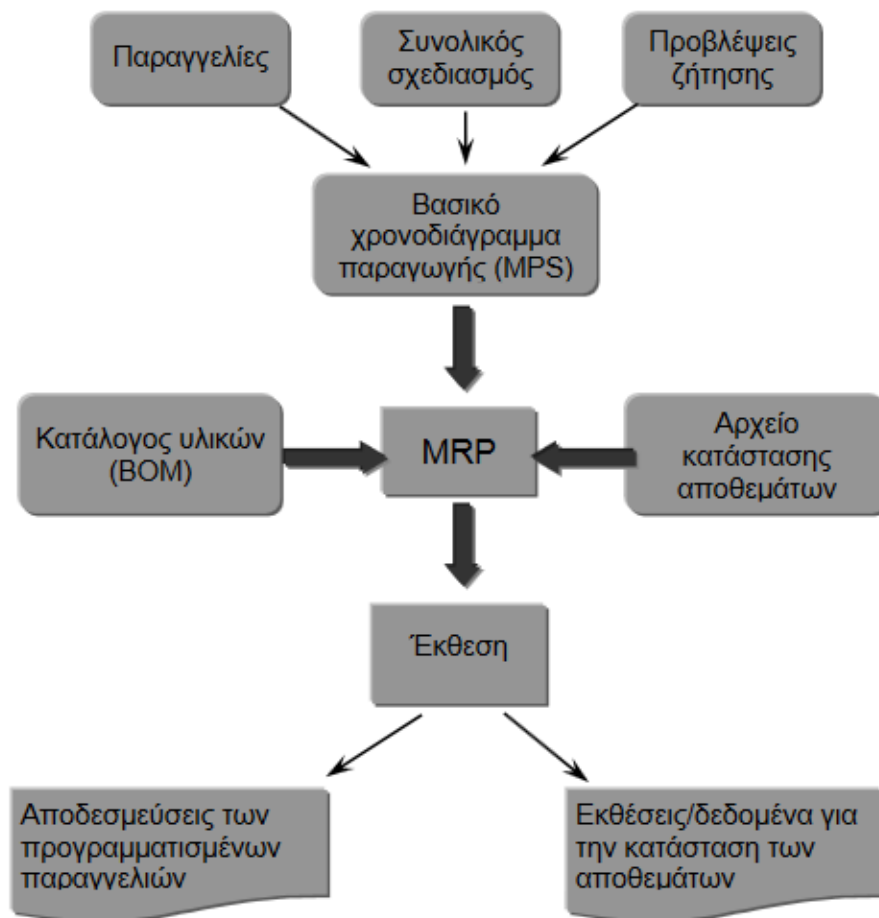 Παραγγελίες
Συνολικός
σχεδιασμός
Προβλέψεις
ζήτησης
Βασικό
χρονοδιάγραμμα
παραγωγής (MPS)
Κατάλογος υλικών
(BOM)
MRP
Αρχείο
κατάστασης
αποθεμάτων
Έκθεση
Αποδεσμεύσεις των
προγραμματισμένων
παραγγελιών
Εκθέσεις/δεδομένα για
την κατάσταση των
αποθεμάτων